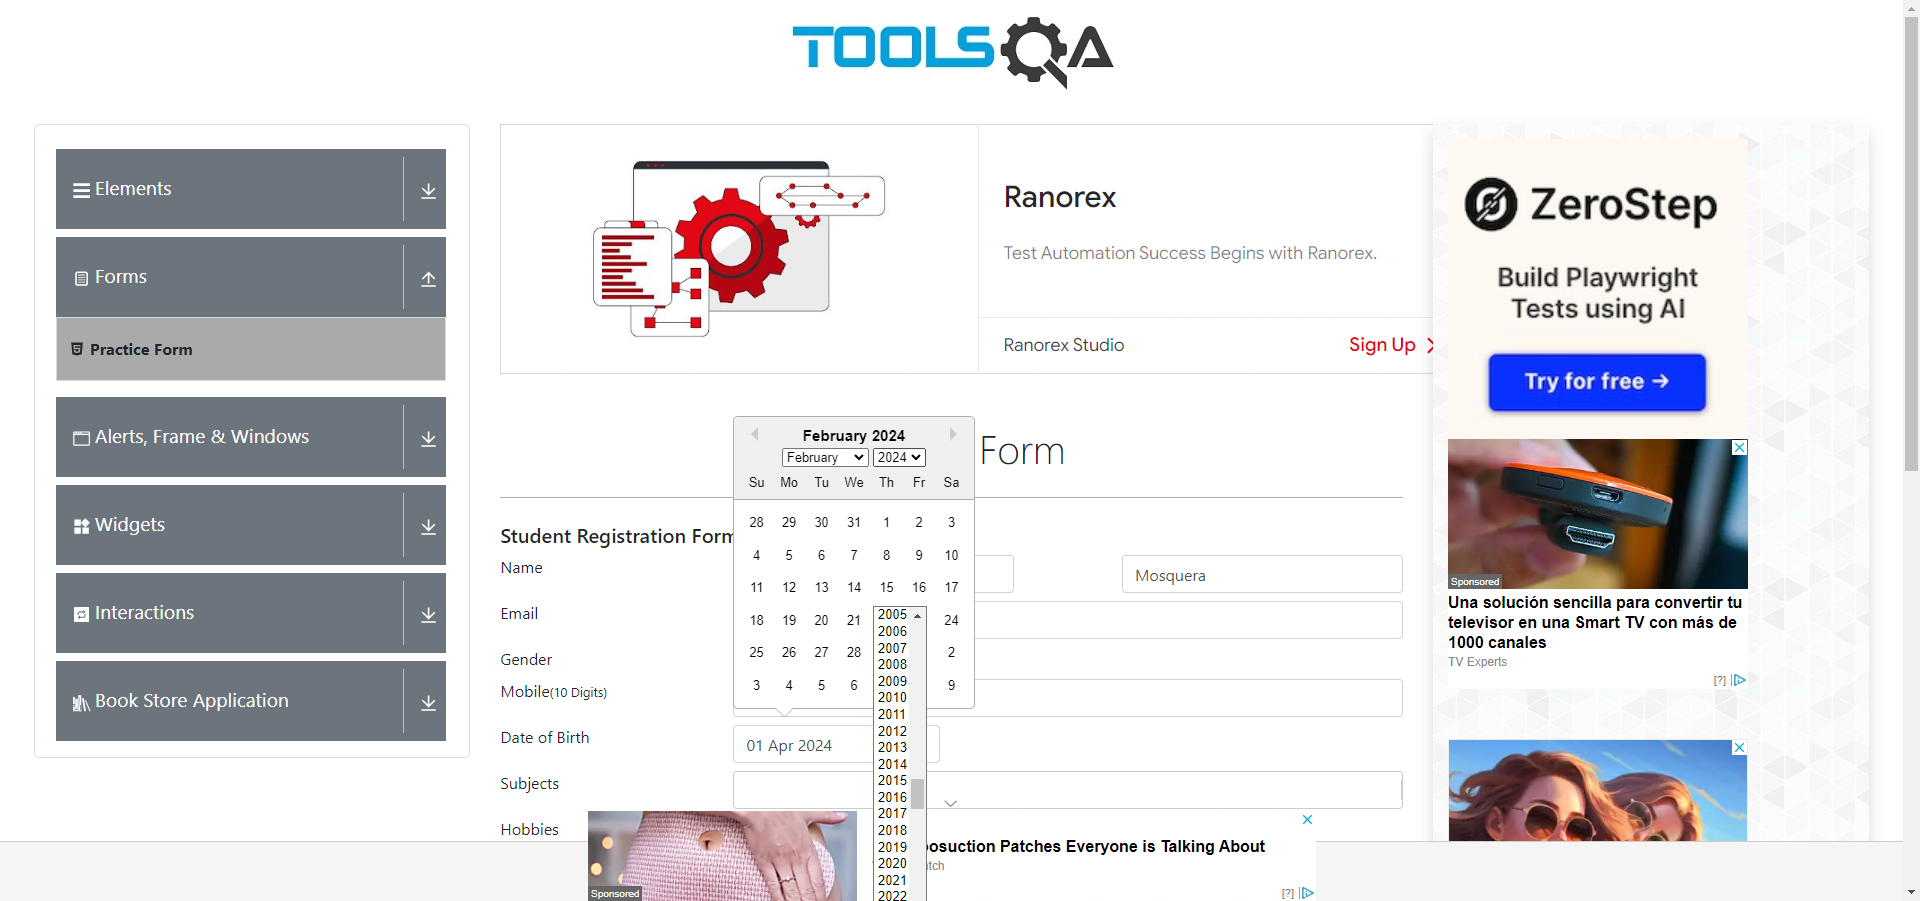 TOOLSQA
Elements
Forms
Practice Form
Alerts, Frame & Windows
Widgets
Interactions
Book Store Application
Ranorex
Test Automation Success Begins with Ranorex.
Ranorex Studio
Sign Up
Form
Student Registration Form
Name
Mosquera
Email
Gender
Mobile(10 Digits)
Date of Birth
01 Apr 2024
Subjects
Hobbies
February 2024
February 2024
Su Mo Tu We Th Fr Sa
28 29 30 31 1 2 3
4 5 6 7 8 9 10
11 12 13 14 15 16 17
18 19 20 21 24
25 26 27 28 2
3 4 5 6 9
2005
2006
2007
2008
2009
2010
2011
2012
2013
2014
2015
2016
2017
2018
2019
2020
2021
2022
Sponsored
posuction Patches Everyone is Talking About
tch
[?]
ZeroStep
Build Playwright
Tests using AI
Try for free →
Sponsored
Una solución sencilla para convertir tu
televisor en una Smart TV con más de
1000 canales
TV Experts
[?]